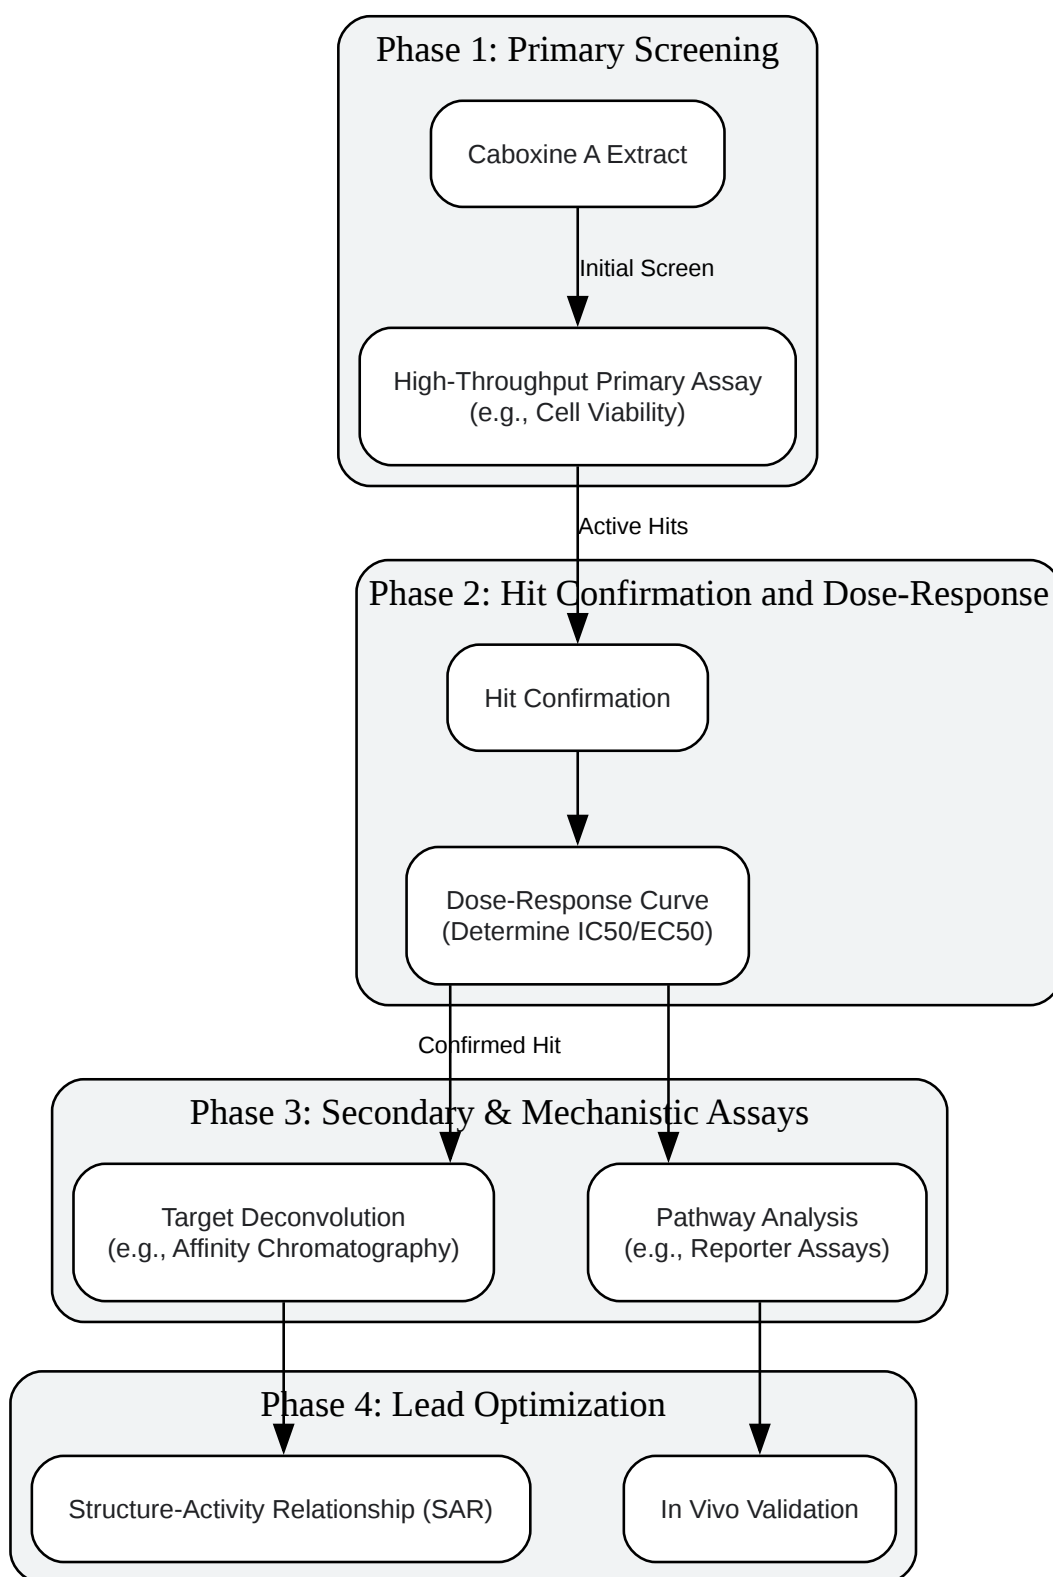 Phase 1: Primary Screening
Caboxine A Extract
Initial Screen
High-Throughput Primary Assay
(e.g., Cell Viability)
Active Hits
Phase 2: Hit Confirmation and Dose-Response
Hit Confirmation
Dose-Response Curve
(Determine IC50/EC50)
Confirmed Hit
Phase 3: Secondary & Mechanistic Assays
Target Deconvolution
(e.g., Affinity Chromatography)
Pathway Analysis
(e.g., Reporter Assays)
Phase 4: Lead Optimization
Structure-Activity Relationship (SAR)
In Vivo Validation